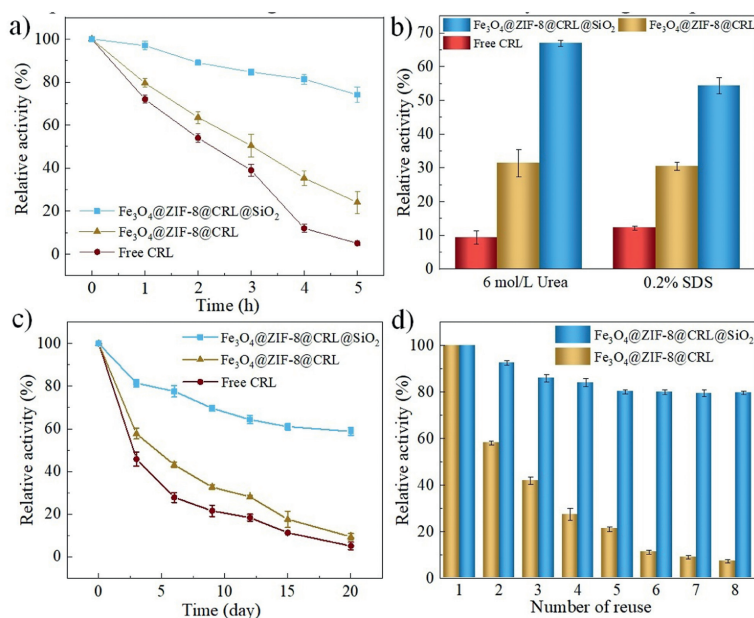 a)
100
80
60
40
20
0
Relative activity (%)
Fe₃O₄@ZIF-8@CRL@SiO₂
Fe₃O₄@ZIF-8@CRL
Free CRL
0 1 2 3 4 5
Time (h)
b)
Fe₃O₄@ZIF-8@CRL@SiO₂ Fe₃O₄@ZIF-8@CRL
Free CRL
70
60
50
40
30
20
10
0
Relative activity (%)
6 mol/L Urea 0.2% SDS
c)
100
80
60
40
20
0
Relative activity (%)
Fe₃O₄@ZIF-8@CRL@SiO₂
Fe₃O₄@ZIF-8@CRL
Free CRL
0 5 10 15 20
Time (day)
d)
Fe₃O₄@ZIF-8@CRL@SiO₂
Fe₃O₄@ZIF-8@CRL
100
80
60
40
20
0
Relative activity (%)
1 2 3 4 5 6 7 8
Number of reuse